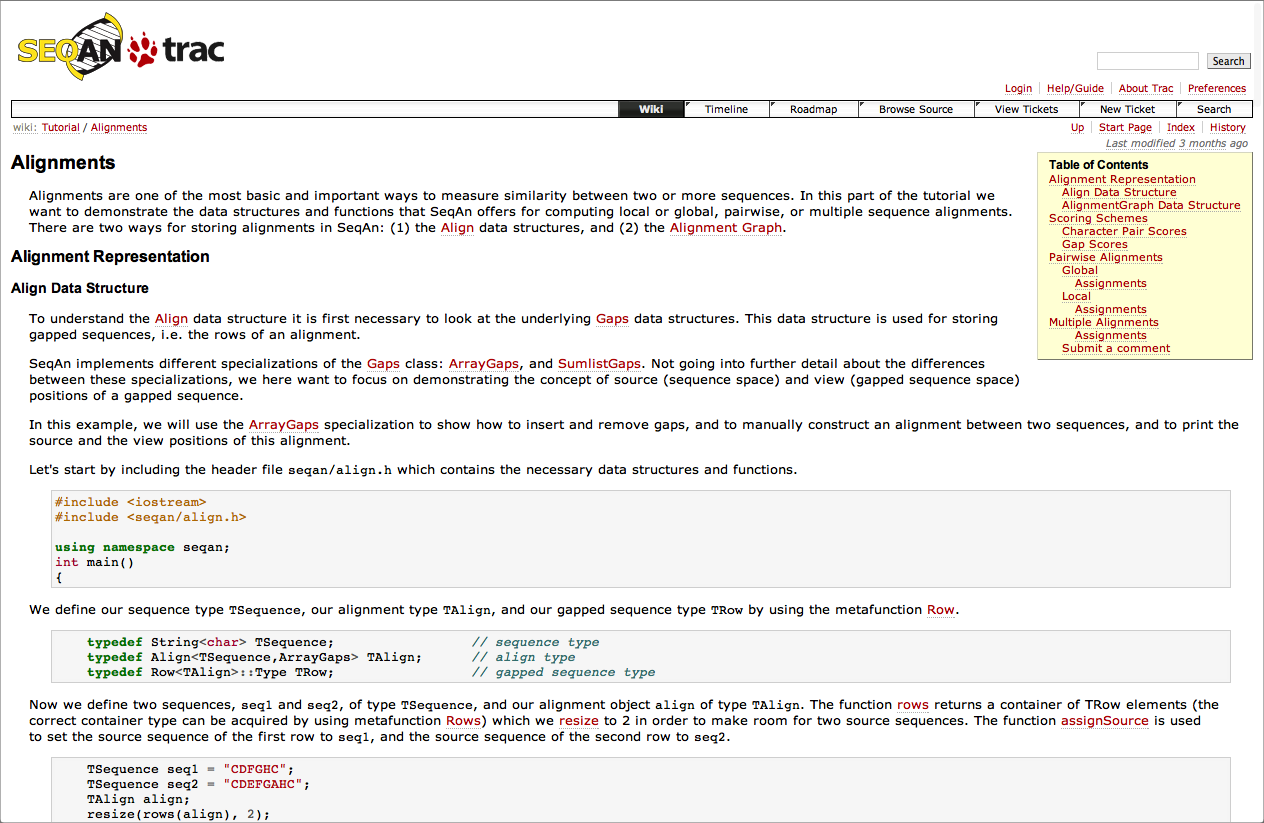 SEQAN trac
Search
Login Help/Guide About Trac Preferences
Wiki Timeline Roadmap Browse Source View Tickets New Ticket Search
wiki: Tutorial / Alignments
Up Start Page Index History
Last modified 3 months ago
Alignments
Alignments are one of the most basic and important ways to measure similarity between two or more sequences. In this part of the tutorial we
want to demonstrate the data structures and functions that SeqAn offers for computing local or global, pairwise, or multiple sequence alignments.
There are two ways for storing alignments in SeqAn: (1) the Align data structures, and (2) the Alignment Graph.
Table of Contents
Alignment Representation
Align Data Structure
AlignmentGraph Data Structure
Scoring Schemes
Character Pair Scores
Gap Scores
Pairwise Alignments
Global
Assignments
Local
Assignments
Multiple Alignments
Assignments
Submit a comment
Alignment Representation
Align Data Structure
To understand the Align data structure it is first necessary to look at the underlying Gaps data structures. This data structure is used for storing
gapped sequences, i.e. the rows of an alignment.
SeqAn implements different specializations of the Gaps class: ArrayGaps, and SumlistGaps. Not going into further detail about the differences
between these specializations, we here want to focus on demonstrating the concept of source (sequence space) and view (gapped sequence space)
positions of a gapped sequence.
In this example, we will use the ArrayGaps specialization to show how to insert and remove gaps, and to manually construct an alignment between two sequences, and to print the
source and the view positions of this alignment.
Let's start by including the header file seqan/align.h which contains the necessary data structures and functions.
#include <iostream>
#include <seqan/align.h>
using namespace seqan;
int main()
{
We define our sequence type TSequence, our alignment type TAlign, and our gapped sequence type TRow by using the metafunction Row.
typedef String<char> TSequence; // sequence type
typedef Align<TSequence,ArrayGaps> TAlign; // align type
typedef Row<TAlign>::Type TRow; // gapped sequence type
Now we define two sequences, seq1 and seq2, of type TSequence, and our alignment object align of type TAlign. The function rows returns a container of TRow elements (the
correct container type can be acquired by using metafunction Rows) which we resize to 2 in order to make room for two source sequences. The function assignSource is used
to set the source sequence of the first row to seq1, and the source sequence of the second row to seq2.
TSequence seq1 = "CDFGHC";
TSequence seq2 = "CDEFGAHC";
TAlign align;
resize(rows(align), 2);